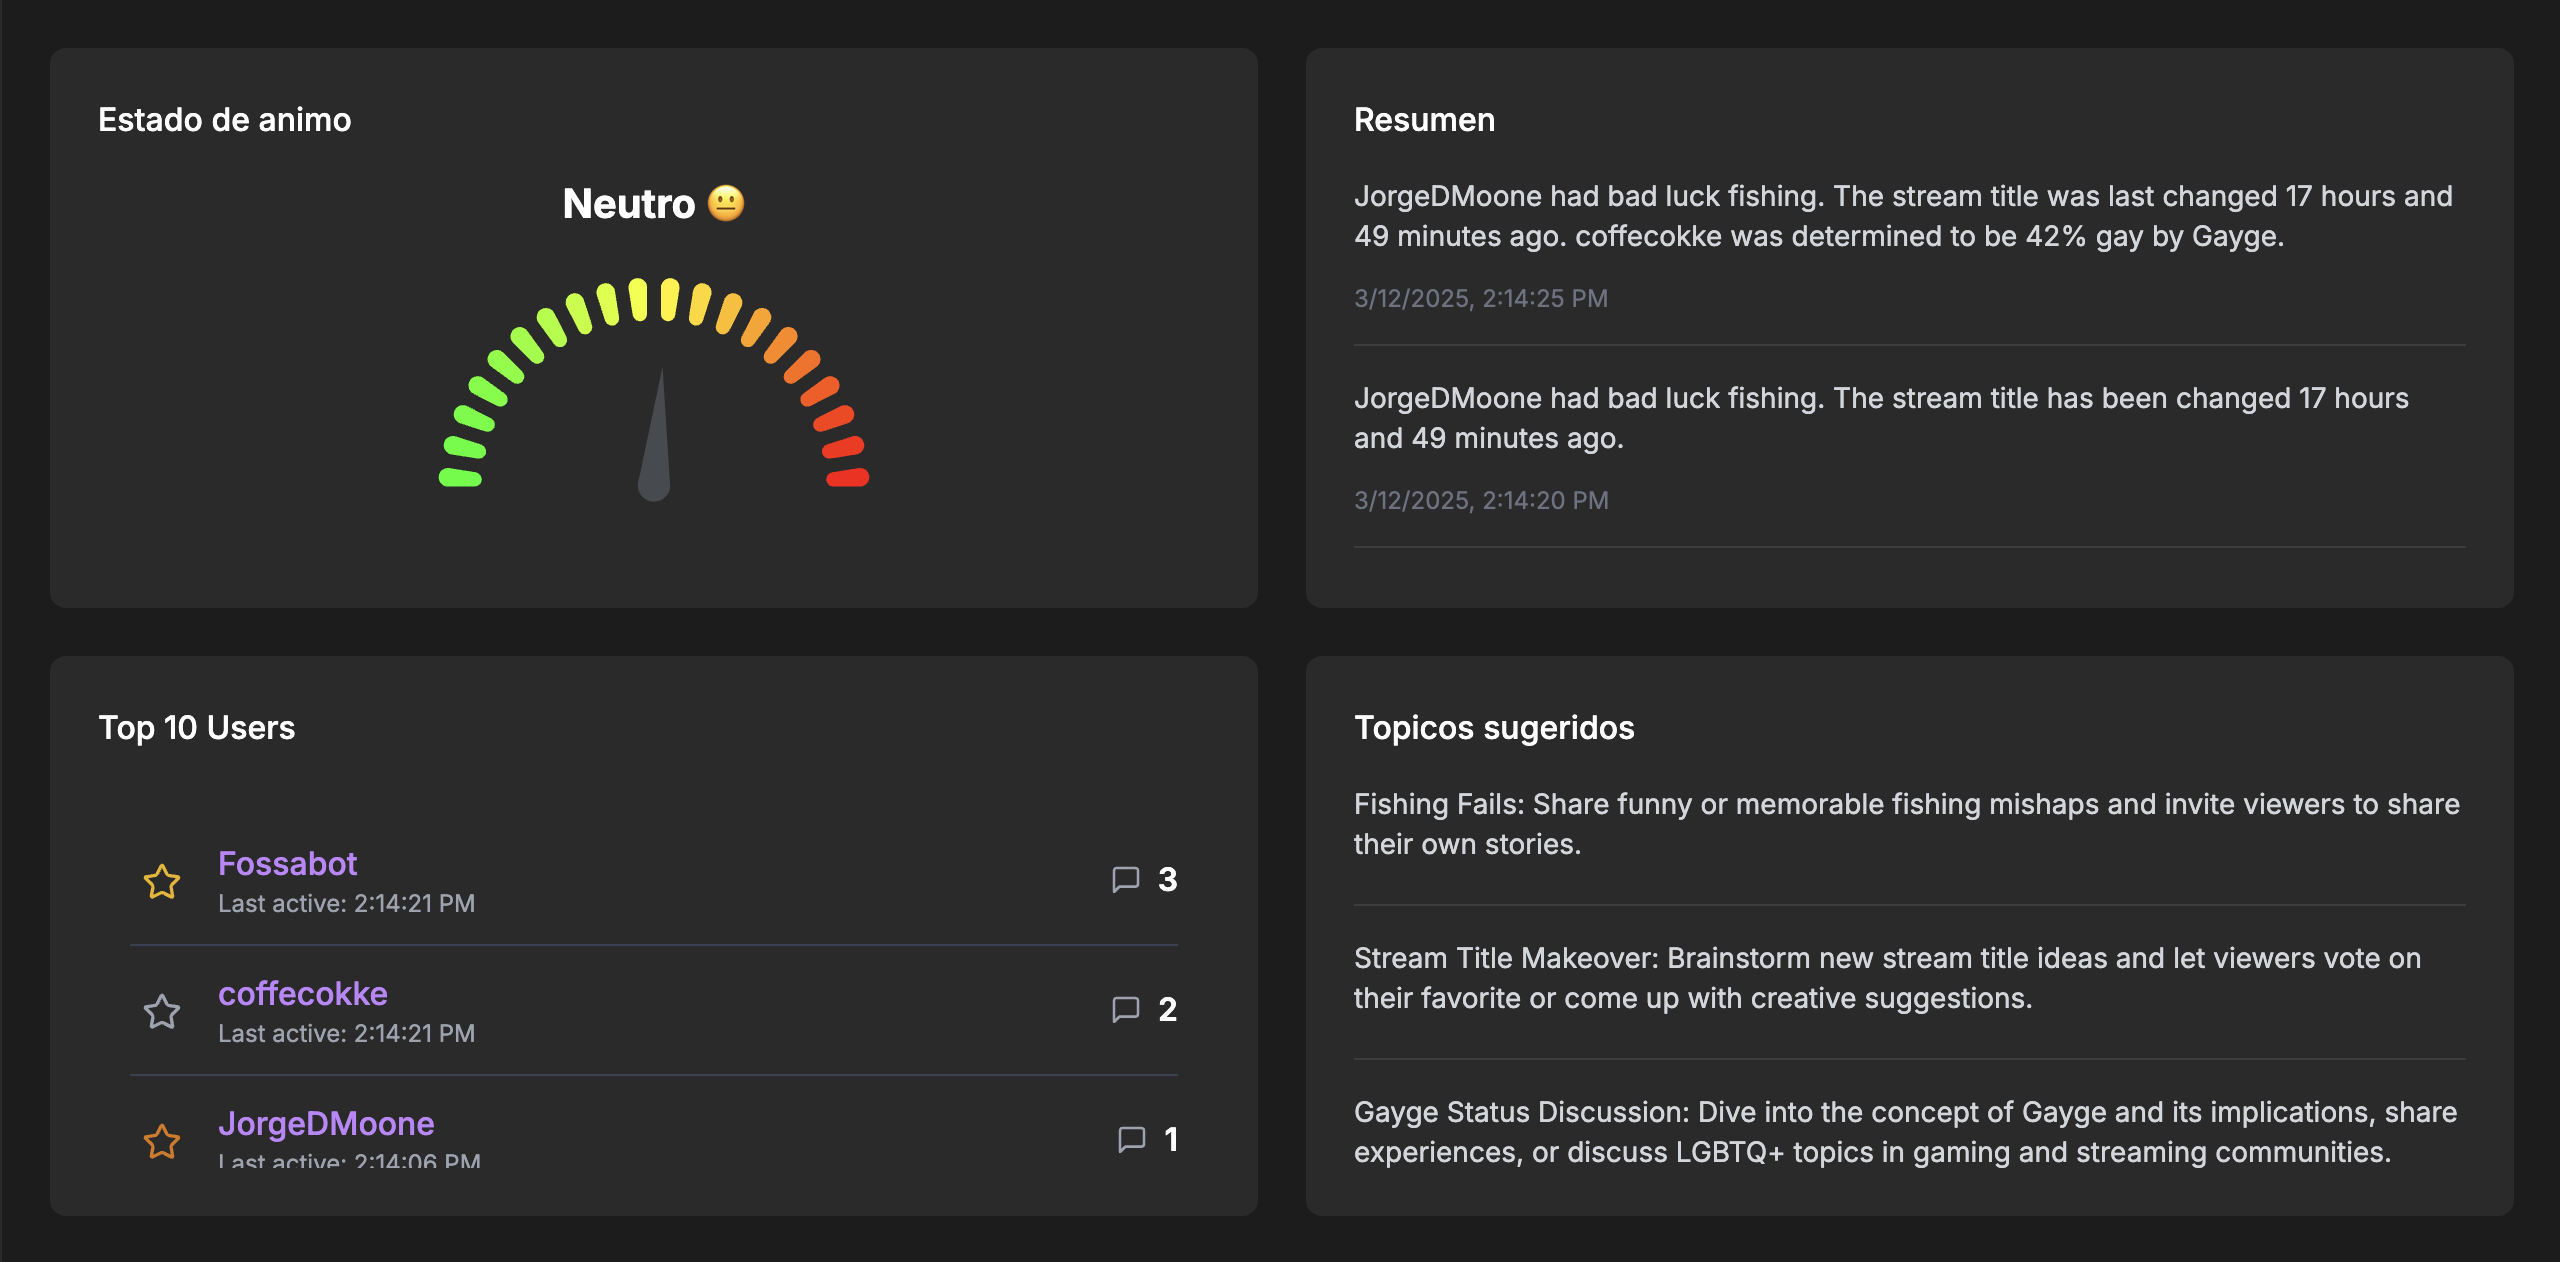 Estado de animo
Neutro 😐
Resumen
JorgeDMoone had bad luck fishing. The stream title was last changed 17 hours and
49 minutes ago. coffecokke was determined to be 42% gay by Gayge.
3/12/2025, 2:14:25 PM
JorgeDMoone had bad luck fishing. The stream title has been changed 17 hours
and 49 minutes ago.
3/12/2025, 2:14:20 PM
Top 10 Users
Fossabot
Last active: 2:14:21 PM
3
coffecokke
Last active: 2:14:21 PM
2
JorgeDMoone
Last active: 2:14:06 PM
1
Topicos sugeridos
Fishing Fails: Share funny or memorable fishing mishaps and invite viewers to share
their own stories.
Stream Title Makeover: Brainstorm new stream title ideas and let viewers vote on
their favorite or come up with creative suggestions.
Gayge Status Discussion: Dive into the concept of Gayge and its implications, share
experiences, or discuss LGBTQ+ topics in gaming and streaming communities.